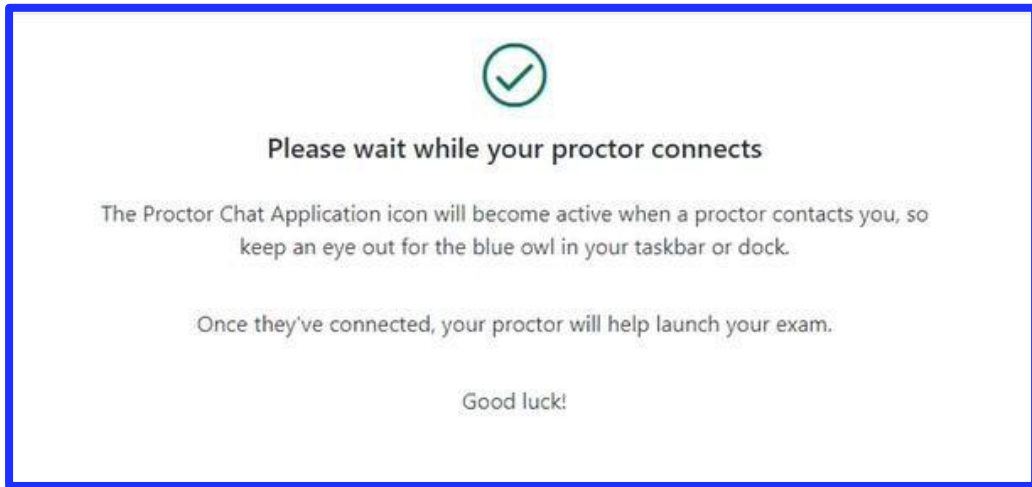 Please wait while your proctor connects
The Proctor Chat Application icon will become active when a proctor contacts you, so
keep an eye out for the blue owl in your taskbar or dock.
Once they've connected, your proctor will help launch your exam.
Good luck!